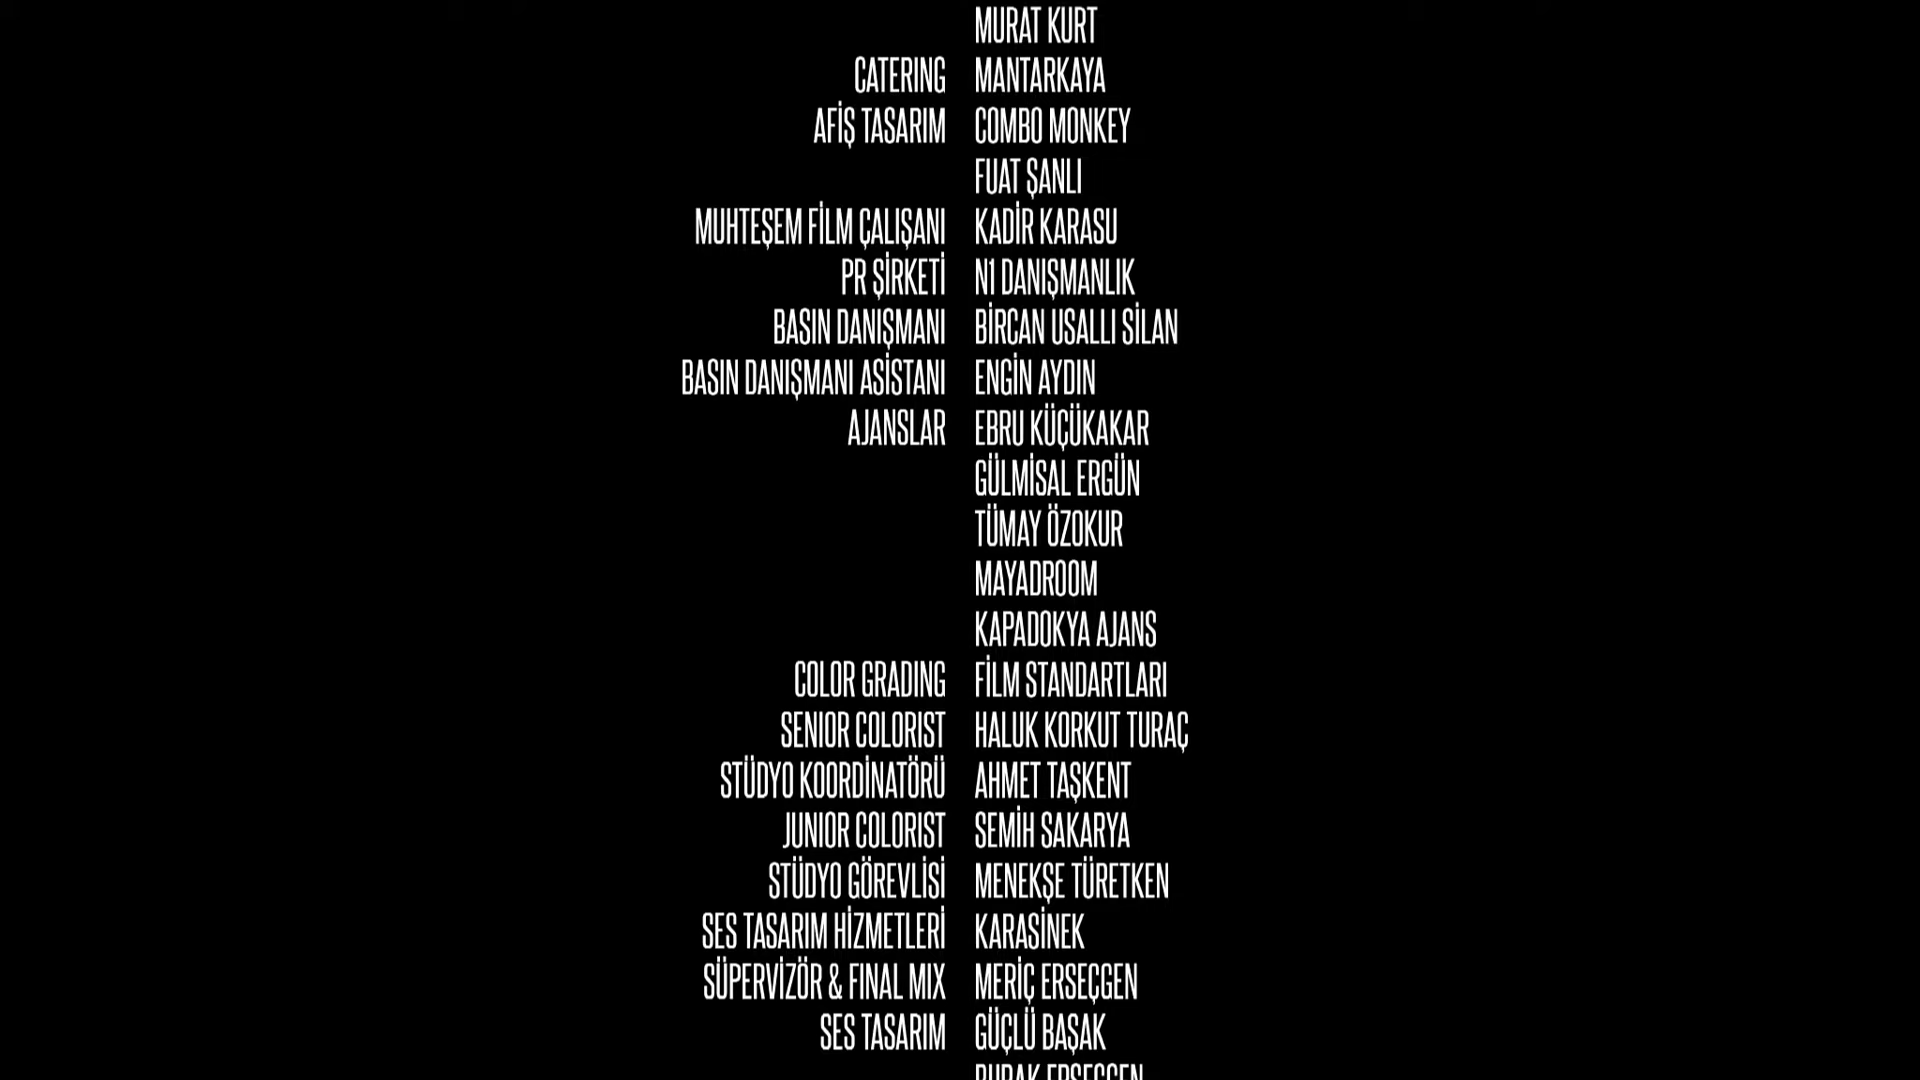 MURAT KURT
CATERING MANTARKAYA
AFİŞ TASARIM COMBO MONKEY
FUAT ŞANLI
MUHTEŞEM FİLM ÇALIŞANI KADİR KARASU
PR ŞİRKETİ N1 DANIŞMANLIK
BASIN DANIŞMANI BİRCAN USALLI SİLAN
BASIN DANIŞMANI ASİSTANI ENGİN AYDIN
AJANSLAR EBRU KÜÇÜKAKAR
GÜLMİSAL ERGÜN
TÜMAY ÖZOKUR
MAYADROOM
KAPADOKYA AJANS
COLOR GRADING FİLM STANDARTLARI
SENIOR COLORIST HALUK KORKUT TURAÇ
STÜDYO KOORDİNATÖRÜ AHMET TAŞKENT
JUNIOR COLORIST SEMİH SAKARYA
STÜDYO GÖREVLİSİ MENEKŞE TÜRETKEN
SES TASARIM HİZMETLERİ KARASİNEK
SÜPERVİZÖR & FINAL MIX MERİÇ ERSEÇGEN
SES TASARIM GÜÇLÜ BAŞAK